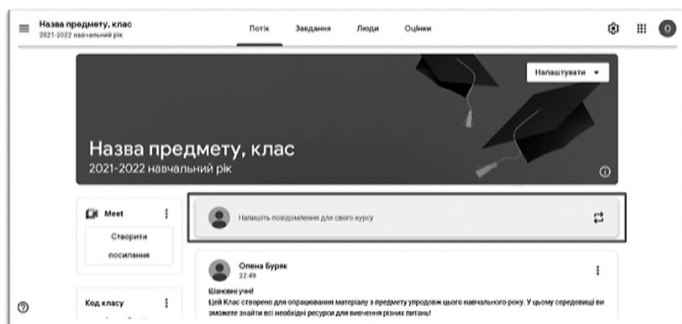 Назва предмету, клас
2021-2022 навчальний рік
Потік
Завдання
Люди
Оцінки
О
Налаштувати
Назва предмету, клас
2021-2022 навчальний рік
Meet
Створити
посилання
Напишіть повідомлення для свого курсу
Олена Буряк
22:49
Шановні учні!
Цей Клас створено для опрацювання матеріалу з предмету упродовж цього навчального року. У цьому середовищі ви
зможете знайти всі необхідні ресурси для вивчення різних питань!
Код класу